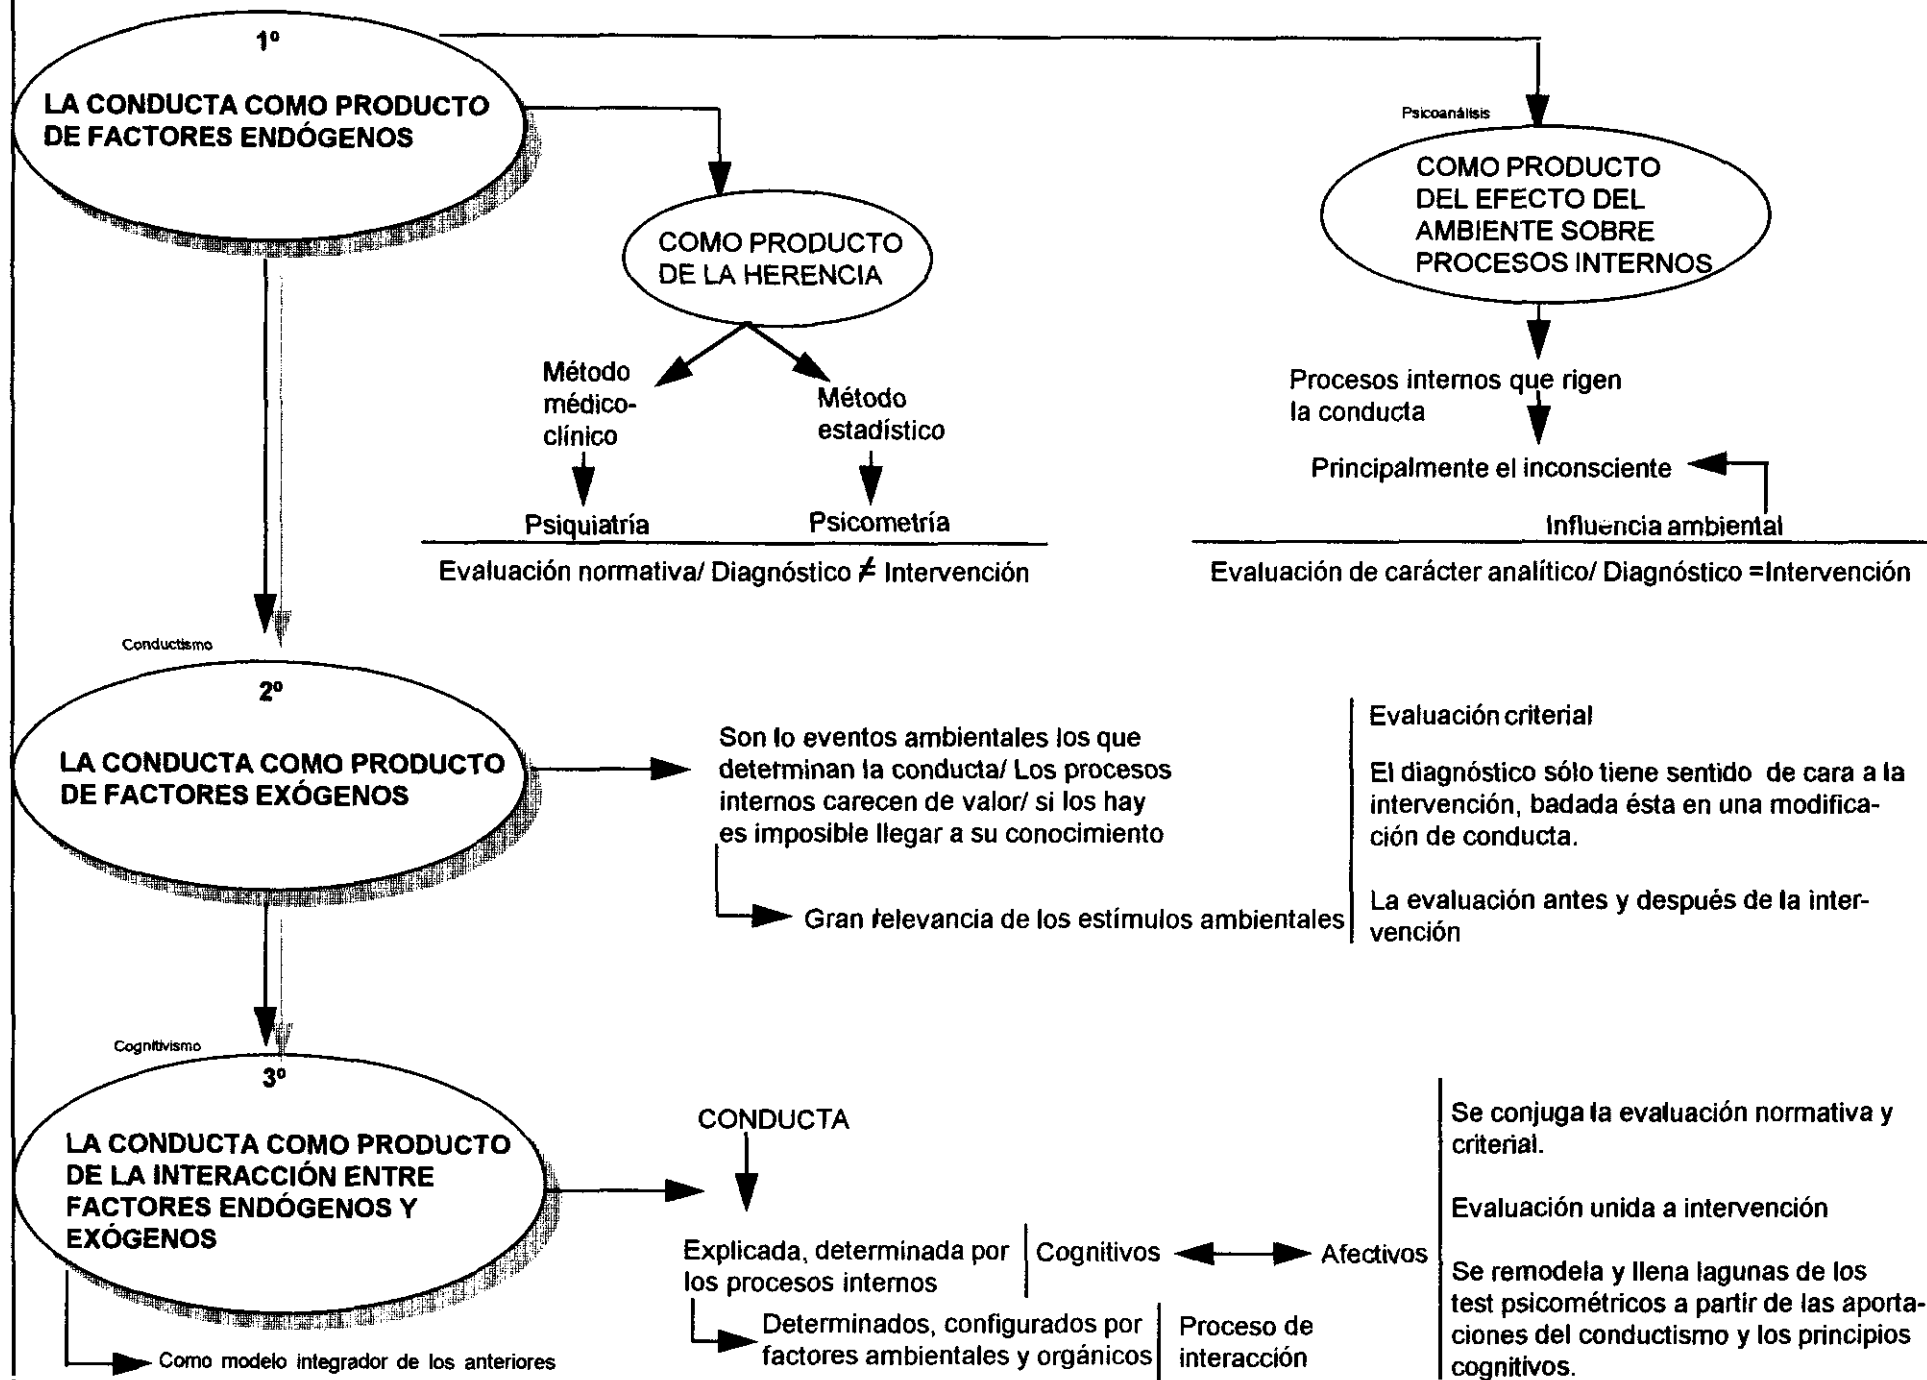 1º
LA CONDUCTA COMO PRODUCTO
DE FACTORES ENDÓGENOS
COMO PRODUCTO
DE LA HERENCIA
Método
médico-
clínico
Método
estadístico
Psiquiatría
Psicometría
Evaluación normativa/ Diagnóstico ≠ Intervención
Psicoanálisis
COMO PRODUCTO
DEL EFECTO DEL
AMBIENTE SOBRE
PROCESOS INTERNOS
Procesos internos que rigen
la conducta
Principalmente el inconsciente
Influencia ambiental
Evaluación de carácter analítico/ Diagnóstico =Intervención
Conductismo
2º
LA CONDUCTA COMO PRODUCTO
DE FACTORES EXÓGENOS
Son lo eventos ambientales los que
determinan la conducta/ Los procesos
internos carecen de valor/ si los hay
es imposible llegar a su conocimiento
Gran relevancia de los estímulos ambientales
Evaluación criterial
El diagnóstico sólo tiene sentido de cara a la
intervención, badada ésta en una modifica-
ción de conducta.
La evaluación antes y después de la inter-
vención
Cognitivismo
3º
LA CONDUCTA COMO PRODUCTO
DE LA INTERACCIÓN ENTRE
FACTORES ENDÓGENOS Y
EXÓGENOS
Como modelo integrador de los anteriores
CONDUCTA
Explicada, determinada por
los procesos internos
Cognitivos
Afectivos
Determinados, configurados por
factores ambientales y orgánicos
Proceso de
interacción
Se conjuga la evaluación normativa y
criterial.
Evaluación unida a intervención
Se remodela y llena lagunas de los
test psicométricos a partir de las aporta-
ciones del conductismo y los principios
cognitivos.